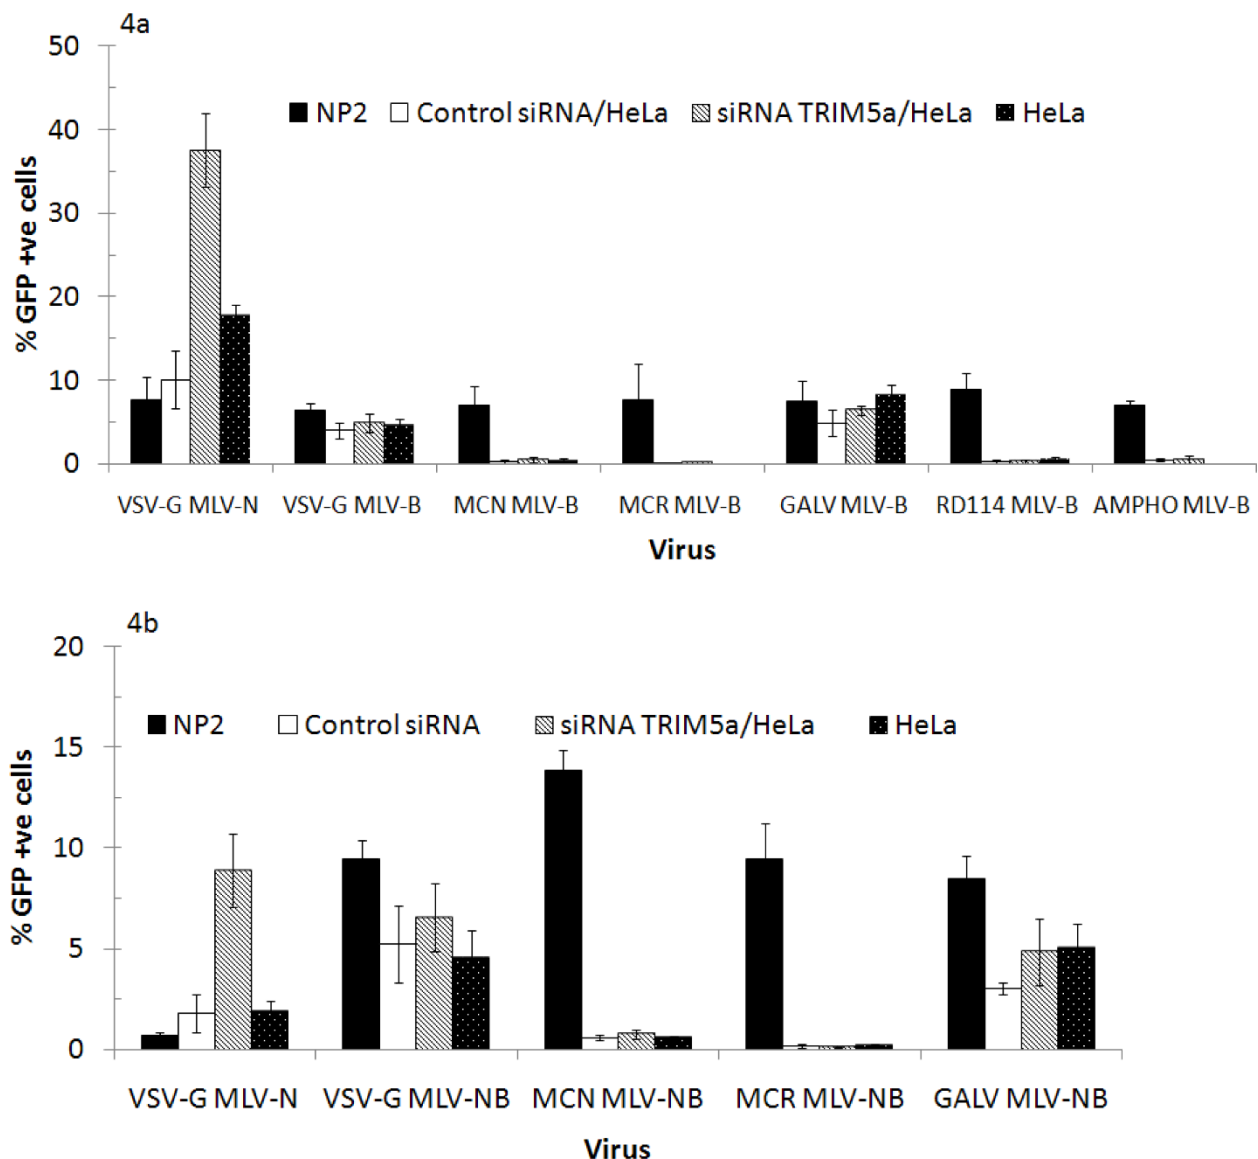 4a
50
40
30
20
10
0
% GFP +ve cells
NP2 Control siRNA/HeLa siRNA TRIM5a/HeLa HeLa
VSV-G MLV-N VSV-G MLV-B MCN MLV-B MCR MLV-B GALV MLV-B RD114 MLV-B AMPHO MLV-B
Virus
4b
20
15
10
5
0
% GFP +ve cells
NP2 Control siRNA siRNA TRIM5a/HeLa HeLa
VSV-G MLV-N VSV-G MLV-NB MCN MLV-NB MCR MLV-NB GALV MLV-NB
Virus